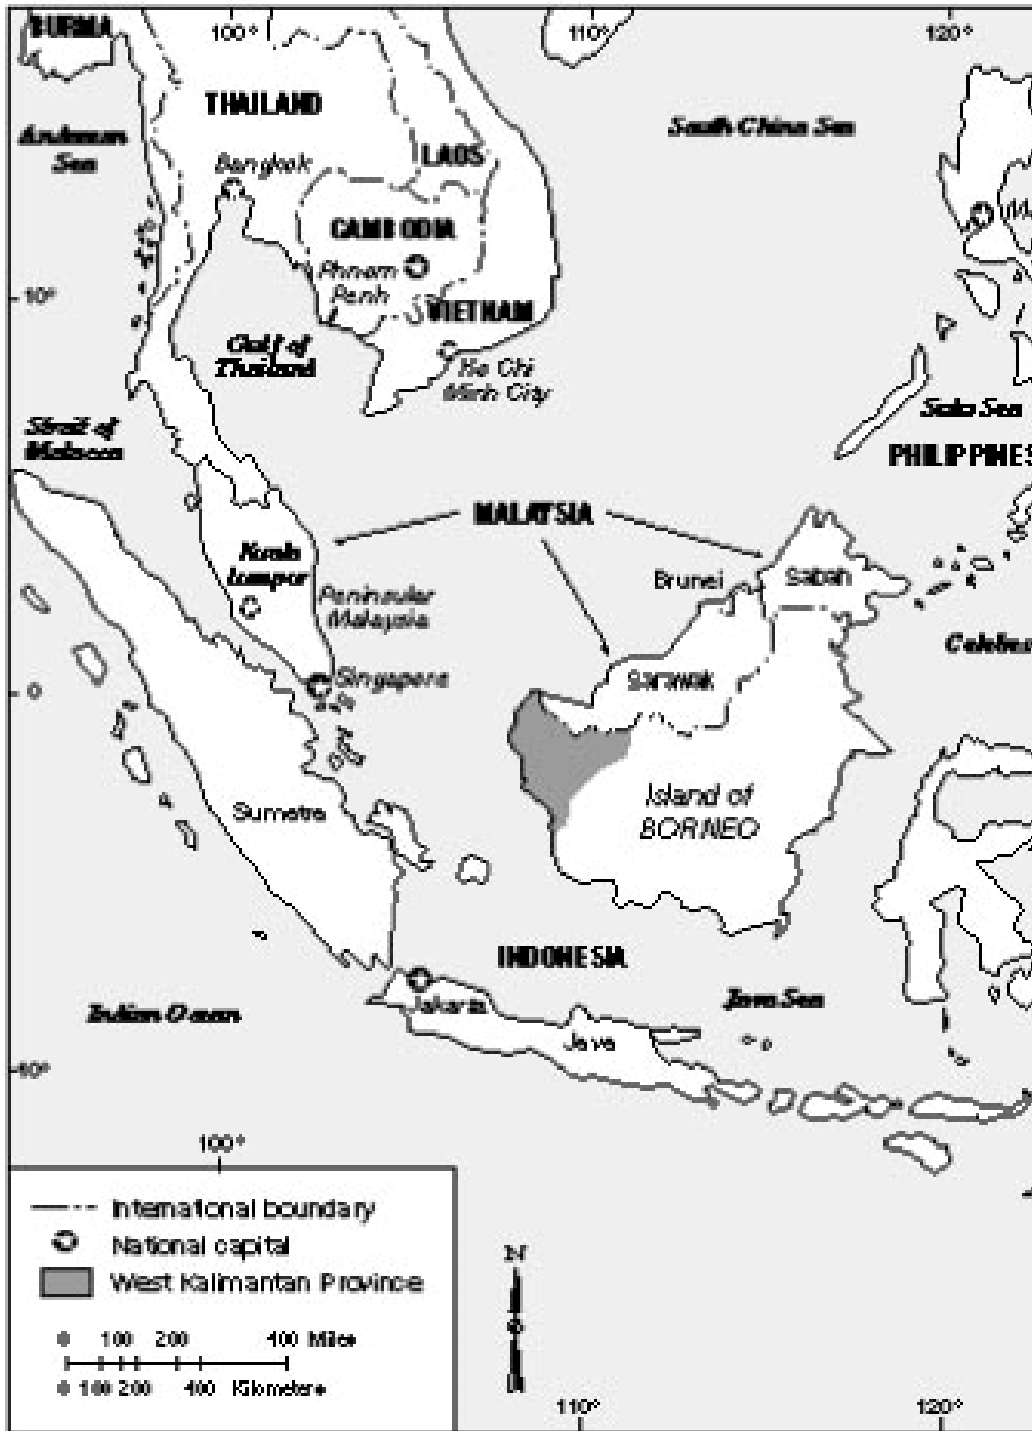 BURMA
100°
110°
120°
THAILAND
South China Sea
Andaman
Sea
LAOS
Bangkok
CAMBODIA
Phnom
Penh
10°
VIETNAM
Gulf of
Thailand
Ho Chi
Minh City
Sulu Sea
Strait of
Malacca
PHILIPPINES
MALAYSIA
Kuala
lumpur
Brunei
Sabah
Peninsular
Malaysia
Celebes
Singapore
Sarawak
0
Island of
BORNEO
Sumatra
INDONESIA
Java Sea
Jakarta
Indian Ocean
Java
10°
100°
International boundary
National capital
West Kalimantan Province
N
0 100 200 400 Miles
0 100 200 400 Kilometers
110°
120°